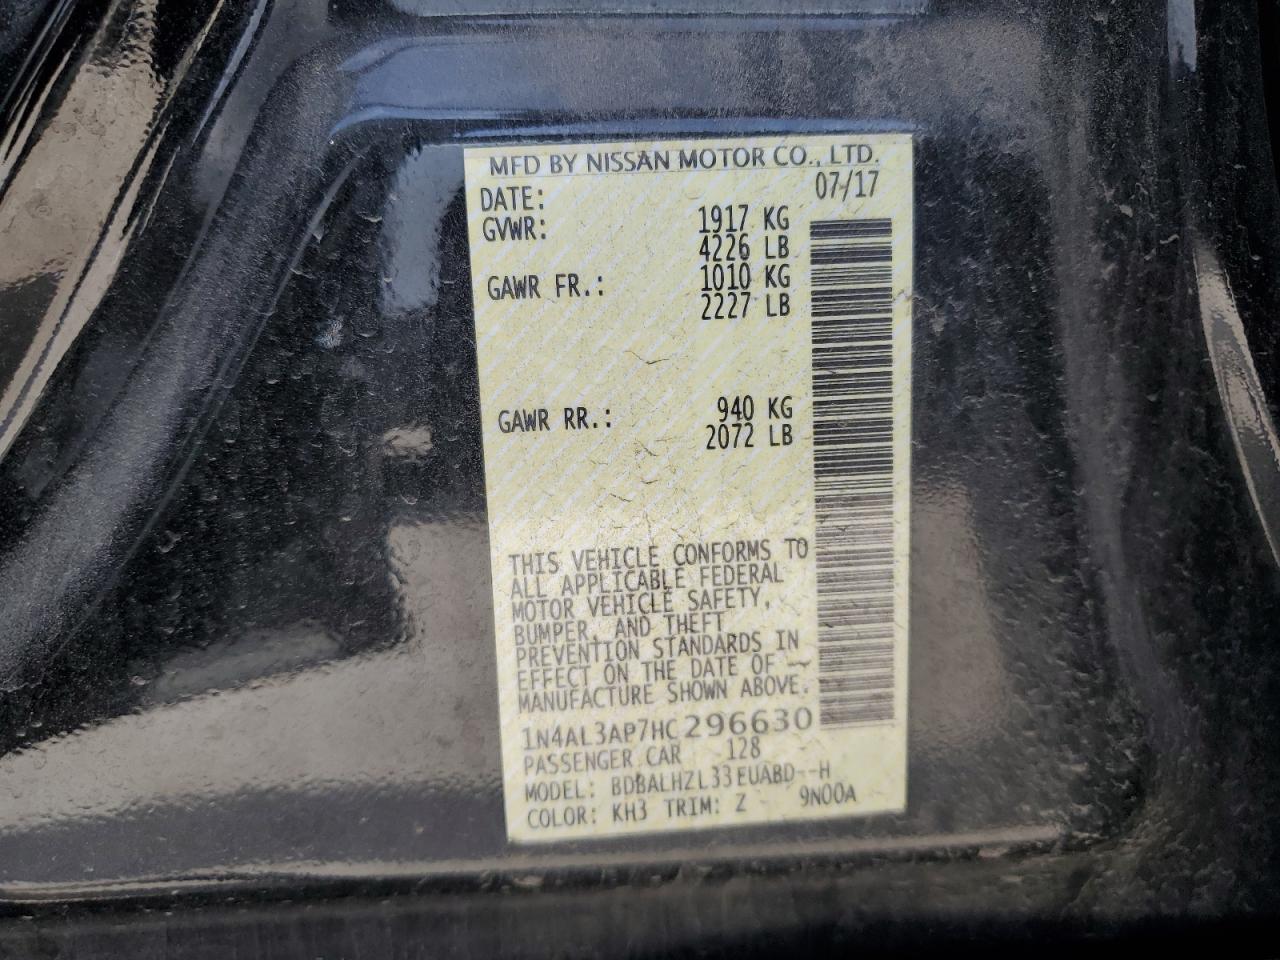 MFD BY NISSAN MOTOR CO., LTD.
DATE: 07/17
GVWR: 1917 KG
4226 LB
GAWR FR.: 1010 KG
2227 LB
GAWR RR.: 940 KG
2072 LB
THIS VEHICLE CONFORMS TO
ALL APPLICABLE FEDERAL
MOTOR VEHICLE SAFETY,
BUMPER, AND THEFT
PREVENTION STANDARDS IN
EFFECT ON THE DATE OF
MANUFACTURE SHOWN ABOVE.
1N4AL3AP7HC296630
PASSENGER CAR 128
MODEL: BDBALHZL33EUABD--H
COLOR: KH3 TRIM: Z 9N00A